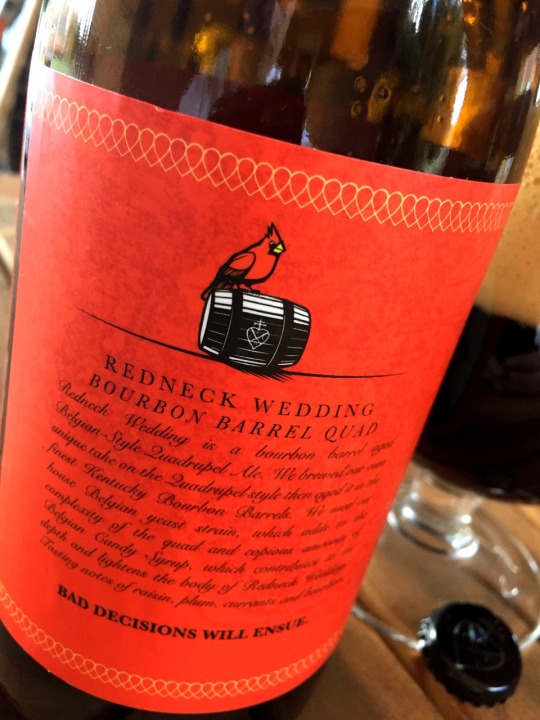 REDNECK WEDDING
BOURBON BARREL QUAD
Redneck Wedding is a bourbon barrel aged
Belgian-Style Quadrupel Ale. We brewed our own
unique take on the Quadrupel style then aged it in the
finest Kentucky Bourbon Barrels. We used our
house Belgian yeast strain, which adds to the
complexity of the quad and copious amounts of
Belgian Candy Syrup, which contributes to the
depth and lightens the body of Redneck Wedding
Tasting notes of raisin, plum, currants and bourbon.
BAD DECISIONS WILL ENSUE.